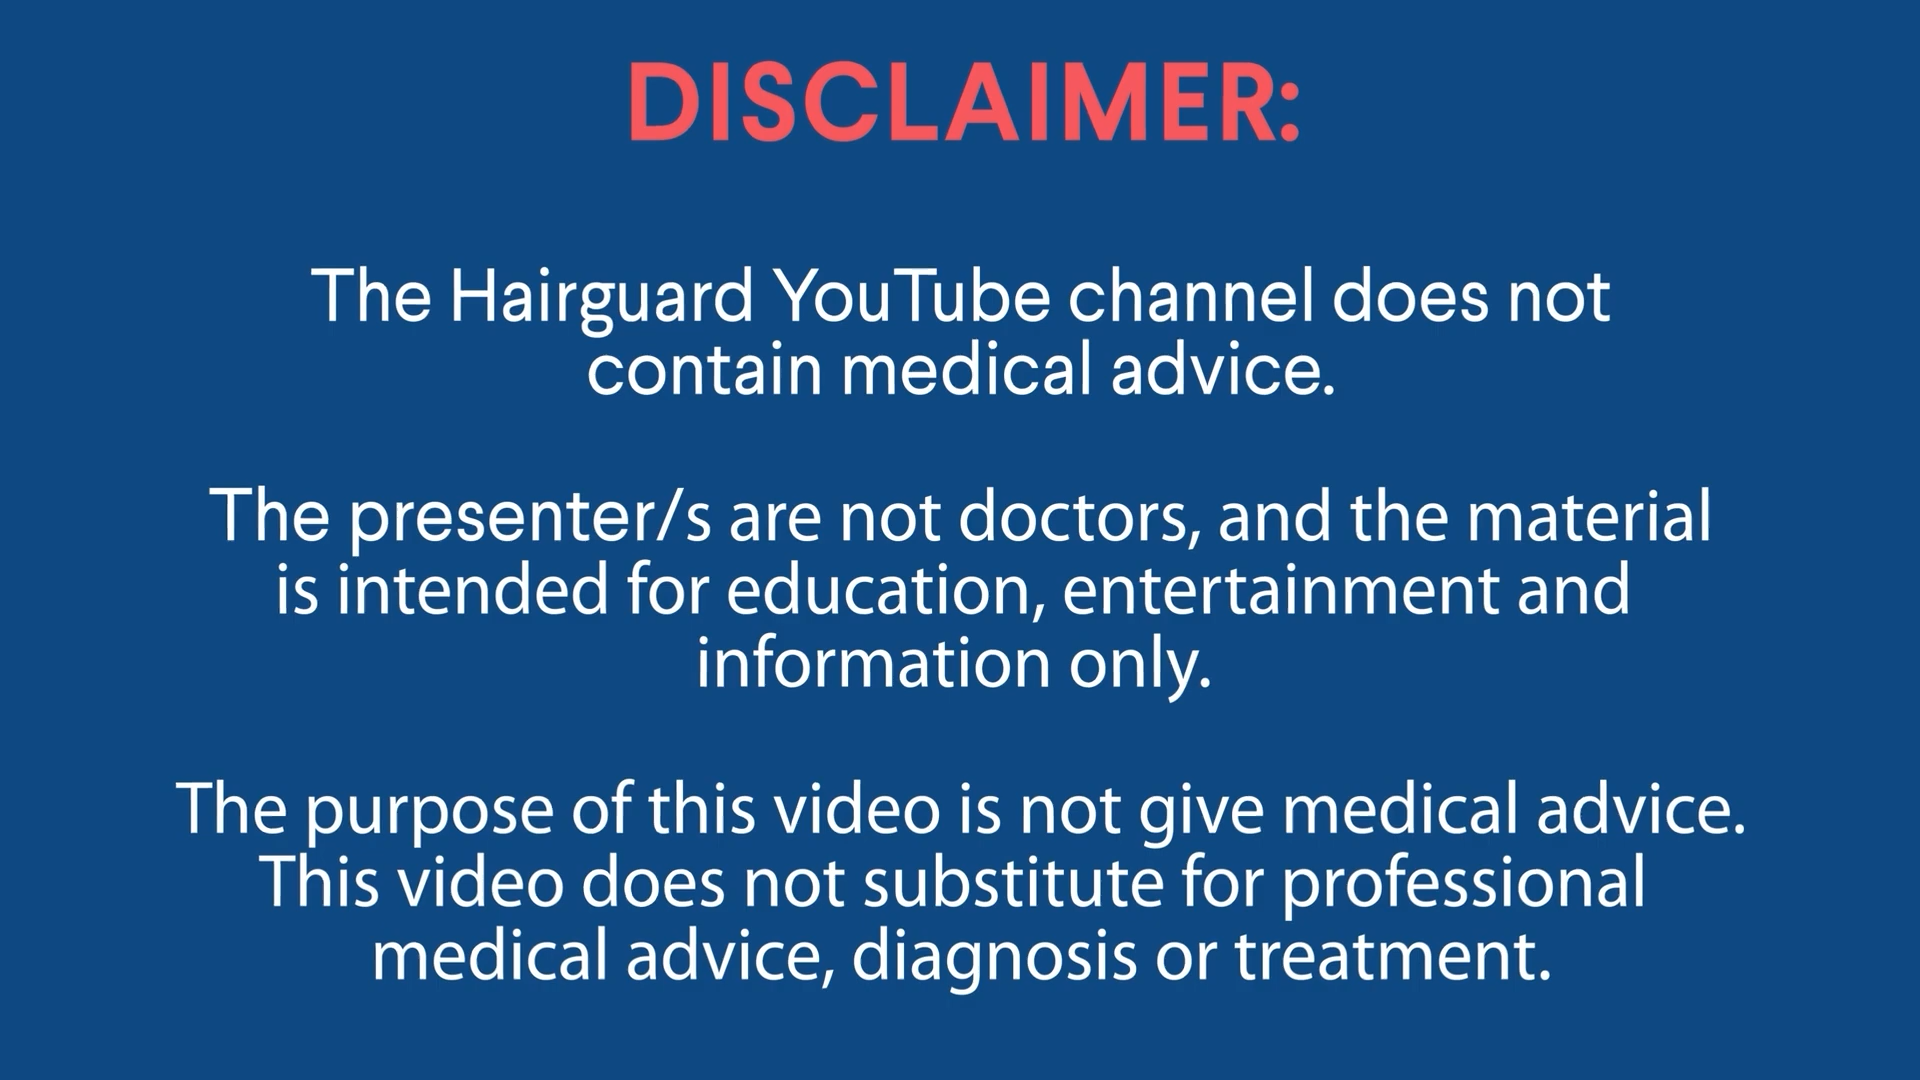 DISCLAIMER:
The Hairguard YouTube channel does not
contain medical advice.
The presenter/s are not doctors, and the material
is intended for education, entertainment and
information only.
The purpose of this video is not give medical advice.
This video does not substitute for professional
medical advice, diagnosis or treatment.